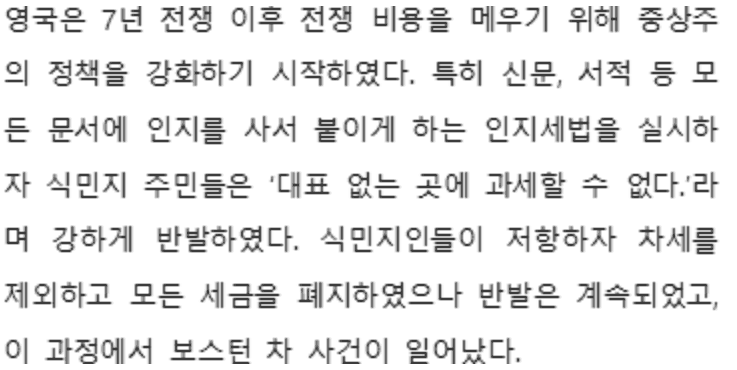 영국은 7년 전쟁 이후 전쟁 비용을 메우기 위해 중상주
의 정책을 강화하기 시작하였다. 특히 신문, 서적 등 모
든 문서에 인지를 사서 붙이게 하는 인지세법을 실시하
자 식민지 주민들은 ‘대표 없는 곳에 과세할 수 없다.’라
며 강하게 반발하였다. 식민지인들이 저항하자 차세를
제외하고 모든 세금을 폐지하였으나 반발은 계속되었고,
이 과정에서 보스턴 차 사건이 일어났다.